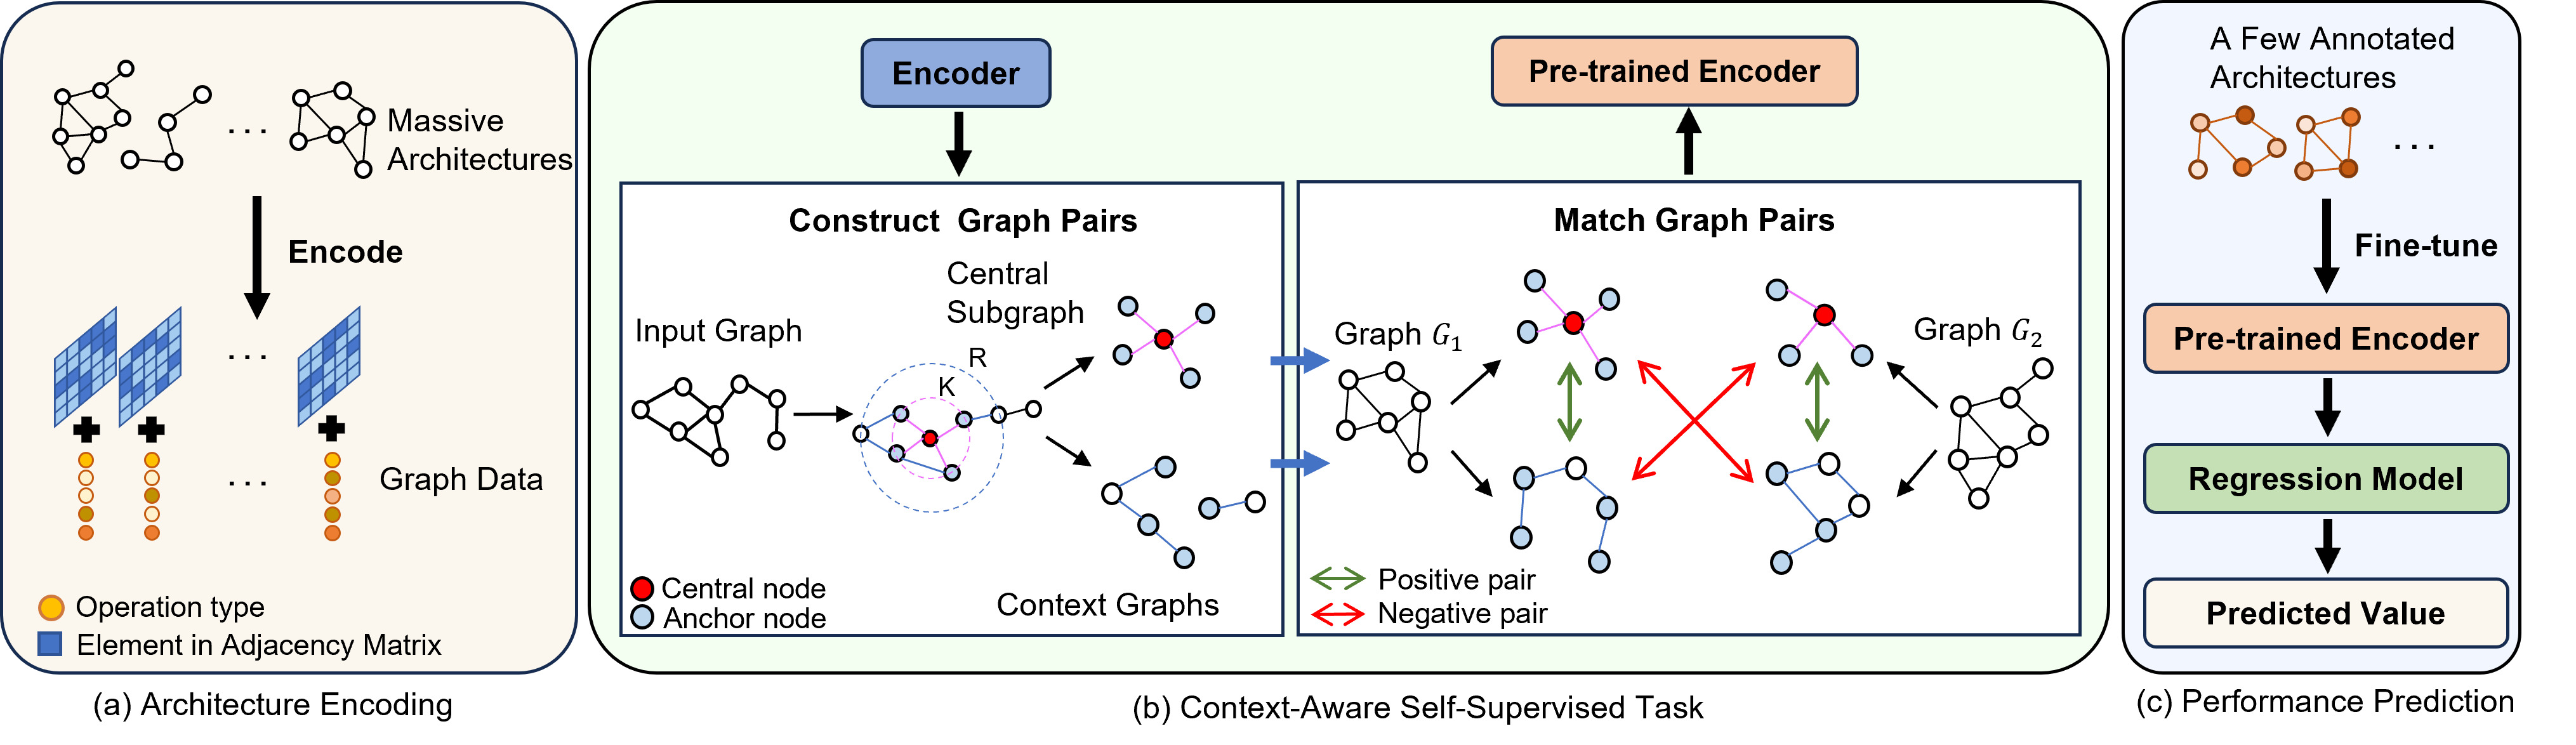 Massive
Architectures
. . .
Encode
. . .
Graph Data
. . .
Operation type
Element in Adjacency Matrix
(a) Architecture Encoding
Encoder
Pre-trained Encoder
Construct Graph Pairs
Central
Subgraph
Input Graph
R
K
Central node
Anchor node
Context Graphs
Match Graph Pairs
Graph G₁
Graph G₂
Positive pair
Negative pair
(b) Context-Aware Self-Supervised Task
A Few Annotated
Architectures
. . .
Fine-tune
Pre-trained Encoder
Regression Model
Predicted Value
(c) Performance Prediction